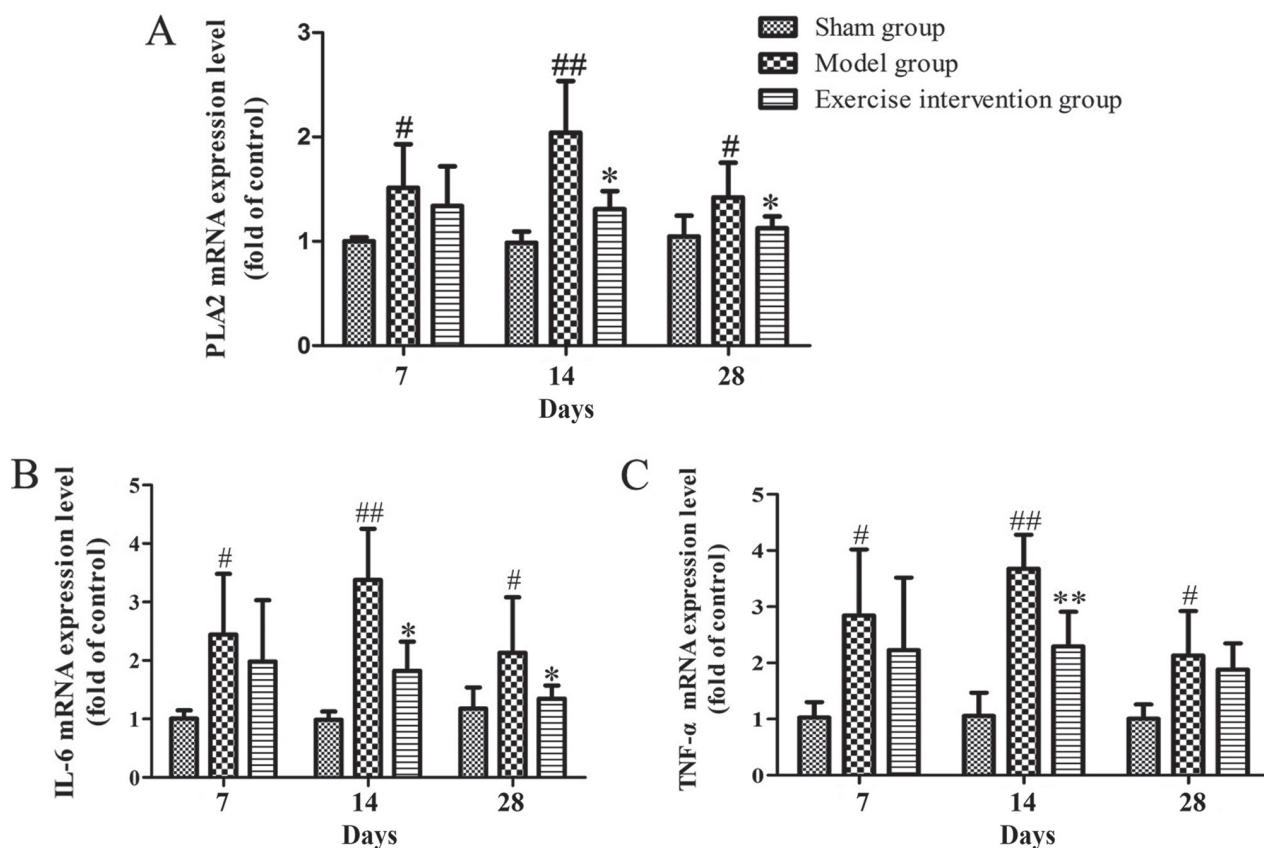 A
PLA2 mRNA expression level
(fold of control)
3
2
1
0
#
##
*
#
*
7
14
28
Days
Sham group
Model group
Exercise intervention group
B
IL-6 mRNA expression level
(fold of control)
5
4
3
2
1
0
#
##
*
#
*
7
14
28
Days
C
TNF-α mRNA expression level
(fold of control)
5
4
3
2
1
0
#
##
**
#
7
14
28
Days